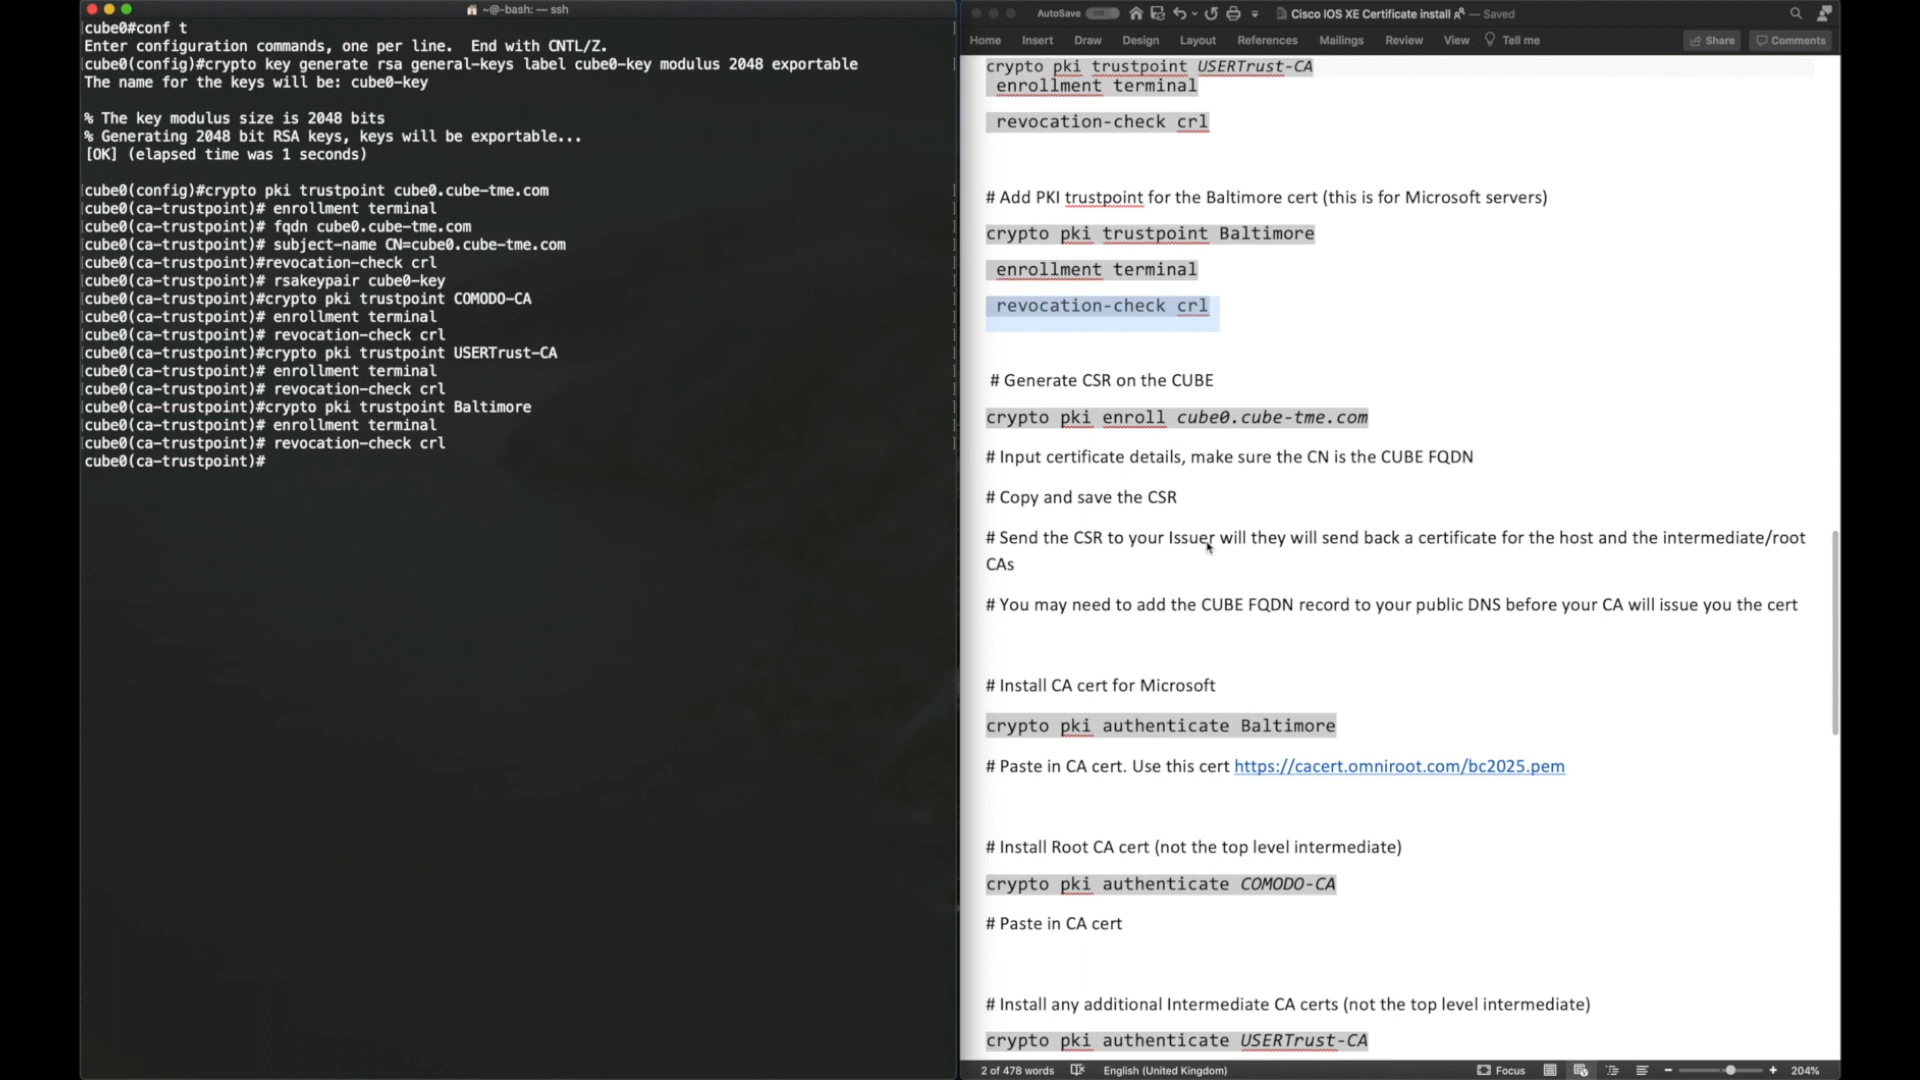 ~@-bash: — ssh
cube0#conf t
Enter configuration commands, one per line.  End with CNTL/Z.
cube0(config)#crypto key generate rsa general-keys label cube0-key modulus 2048 exportable
The name for the keys will be: cube0-key
% The key modulus size is 2048 bits
% Generating 2048 bit RSA keys, keys will be exportable...
[OK] (elapsed time was 1 seconds)
cube0(config)#crypto pki trustpoint cube0.cube-tme.com
cube0(ca-trustpoint)# enrollment terminal
cube0(ca-trustpoint)# fqdn cube0.cube-tme.com
cube0(ca-trustpoint)# subject-name CN=cube0.cube-tme.com
cube0(ca-trustpoint)#revocation-check crl
cube0(ca-trustpoint)# rsakeypair cube0-key
cube0(ca-trustpoint)#crypto pki trustpoint COMODO-CA
cube0(ca-trustpoint)# enrollment terminal
cube0(ca-trustpoint)# revocation-check crl
cube0(ca-trustpoint)#crypto pki trustpoint USERTrust-CA
cube0(ca-trustpoint)# enrollment terminal
cube0(ca-trustpoint)# revocation-check crl
cube0(ca-trustpoint)#crypto pki trustpoint Baltimore
cube0(ca-trustpoint)# enrollment terminal
cube0(ca-trustpoint)# revocation-check crl
cube0(ca-trustpoint)#
AutoSave Cisco IOS XE Certificate install — Saved
Home Insert Draw Design Layout References Mailings Review View Tell me Share Comments
crypto pki trustpoint USERTrust-CA
enrollment terminal
revocation-check crl
# Add PKI trustpoint for the Baltimore cert (this is for Microsoft servers)
crypto pki trustpoint Baltimore
enrollment terminal
revocation-check crl
# Generate CSR on the CUBE
crypto pki enroll cube0.cube-tme.com
# Input certificate details, make sure the CN is the CUBE FQDN
# Copy and save the CSR
# Send the CSR to your Issuer will they will send back a certificate for the host and the intermediate/root
CAs
# You may need to add the CUBE FQDN record to your public DNS before your CA will issue you the cert
# Install CA cert for Microsoft
crypto pki authenticate Baltimore
# Paste in CA cert. Use this cert https://cacert.omniroot.com/bc2025.pem
# Install Root CA cert (not the top level intermediate)
crypto pki authenticate COMODO-CA
# Paste in CA cert
# Install any additional Intermediate CA certs (not the top level intermediate)
crypto pki authenticate USERTrust-CA
2 of 478 words English (United Kingdom) Focus 204%